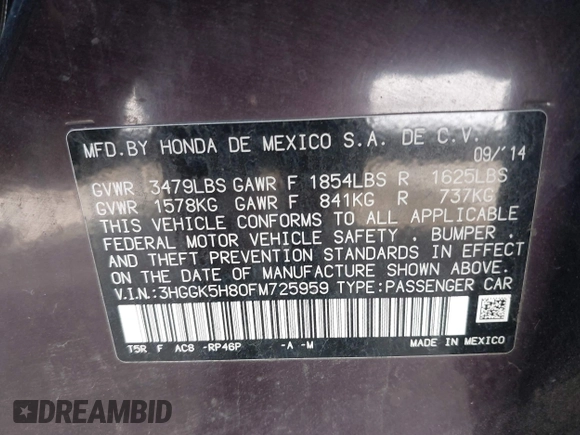 MFD.BY HONDA DE MEXICO S.A. DE C.V.
09/'14
GVWR 3479LBS GAWR F 1854LBS R 1625LBS
GVWR 1578KG GAWR F 841KG R 737KG
THIS VEHICLE CONFORMS TO ALL APPLICABLE
FEDERAL MOTOR VEHICLE SAFETY . BUMPER .
AND THEFT PREVENTION STANDARDS IN EFFECT
ON THE DATE OF MANUFACTURE SHOWN ABOVE.
V.I.N.:3HGGK5H80FM725959 TYPE:PASSENGER CAR
T5R F AC8 -RP46P -A -M MADE IN MEXICO
DREAMBID